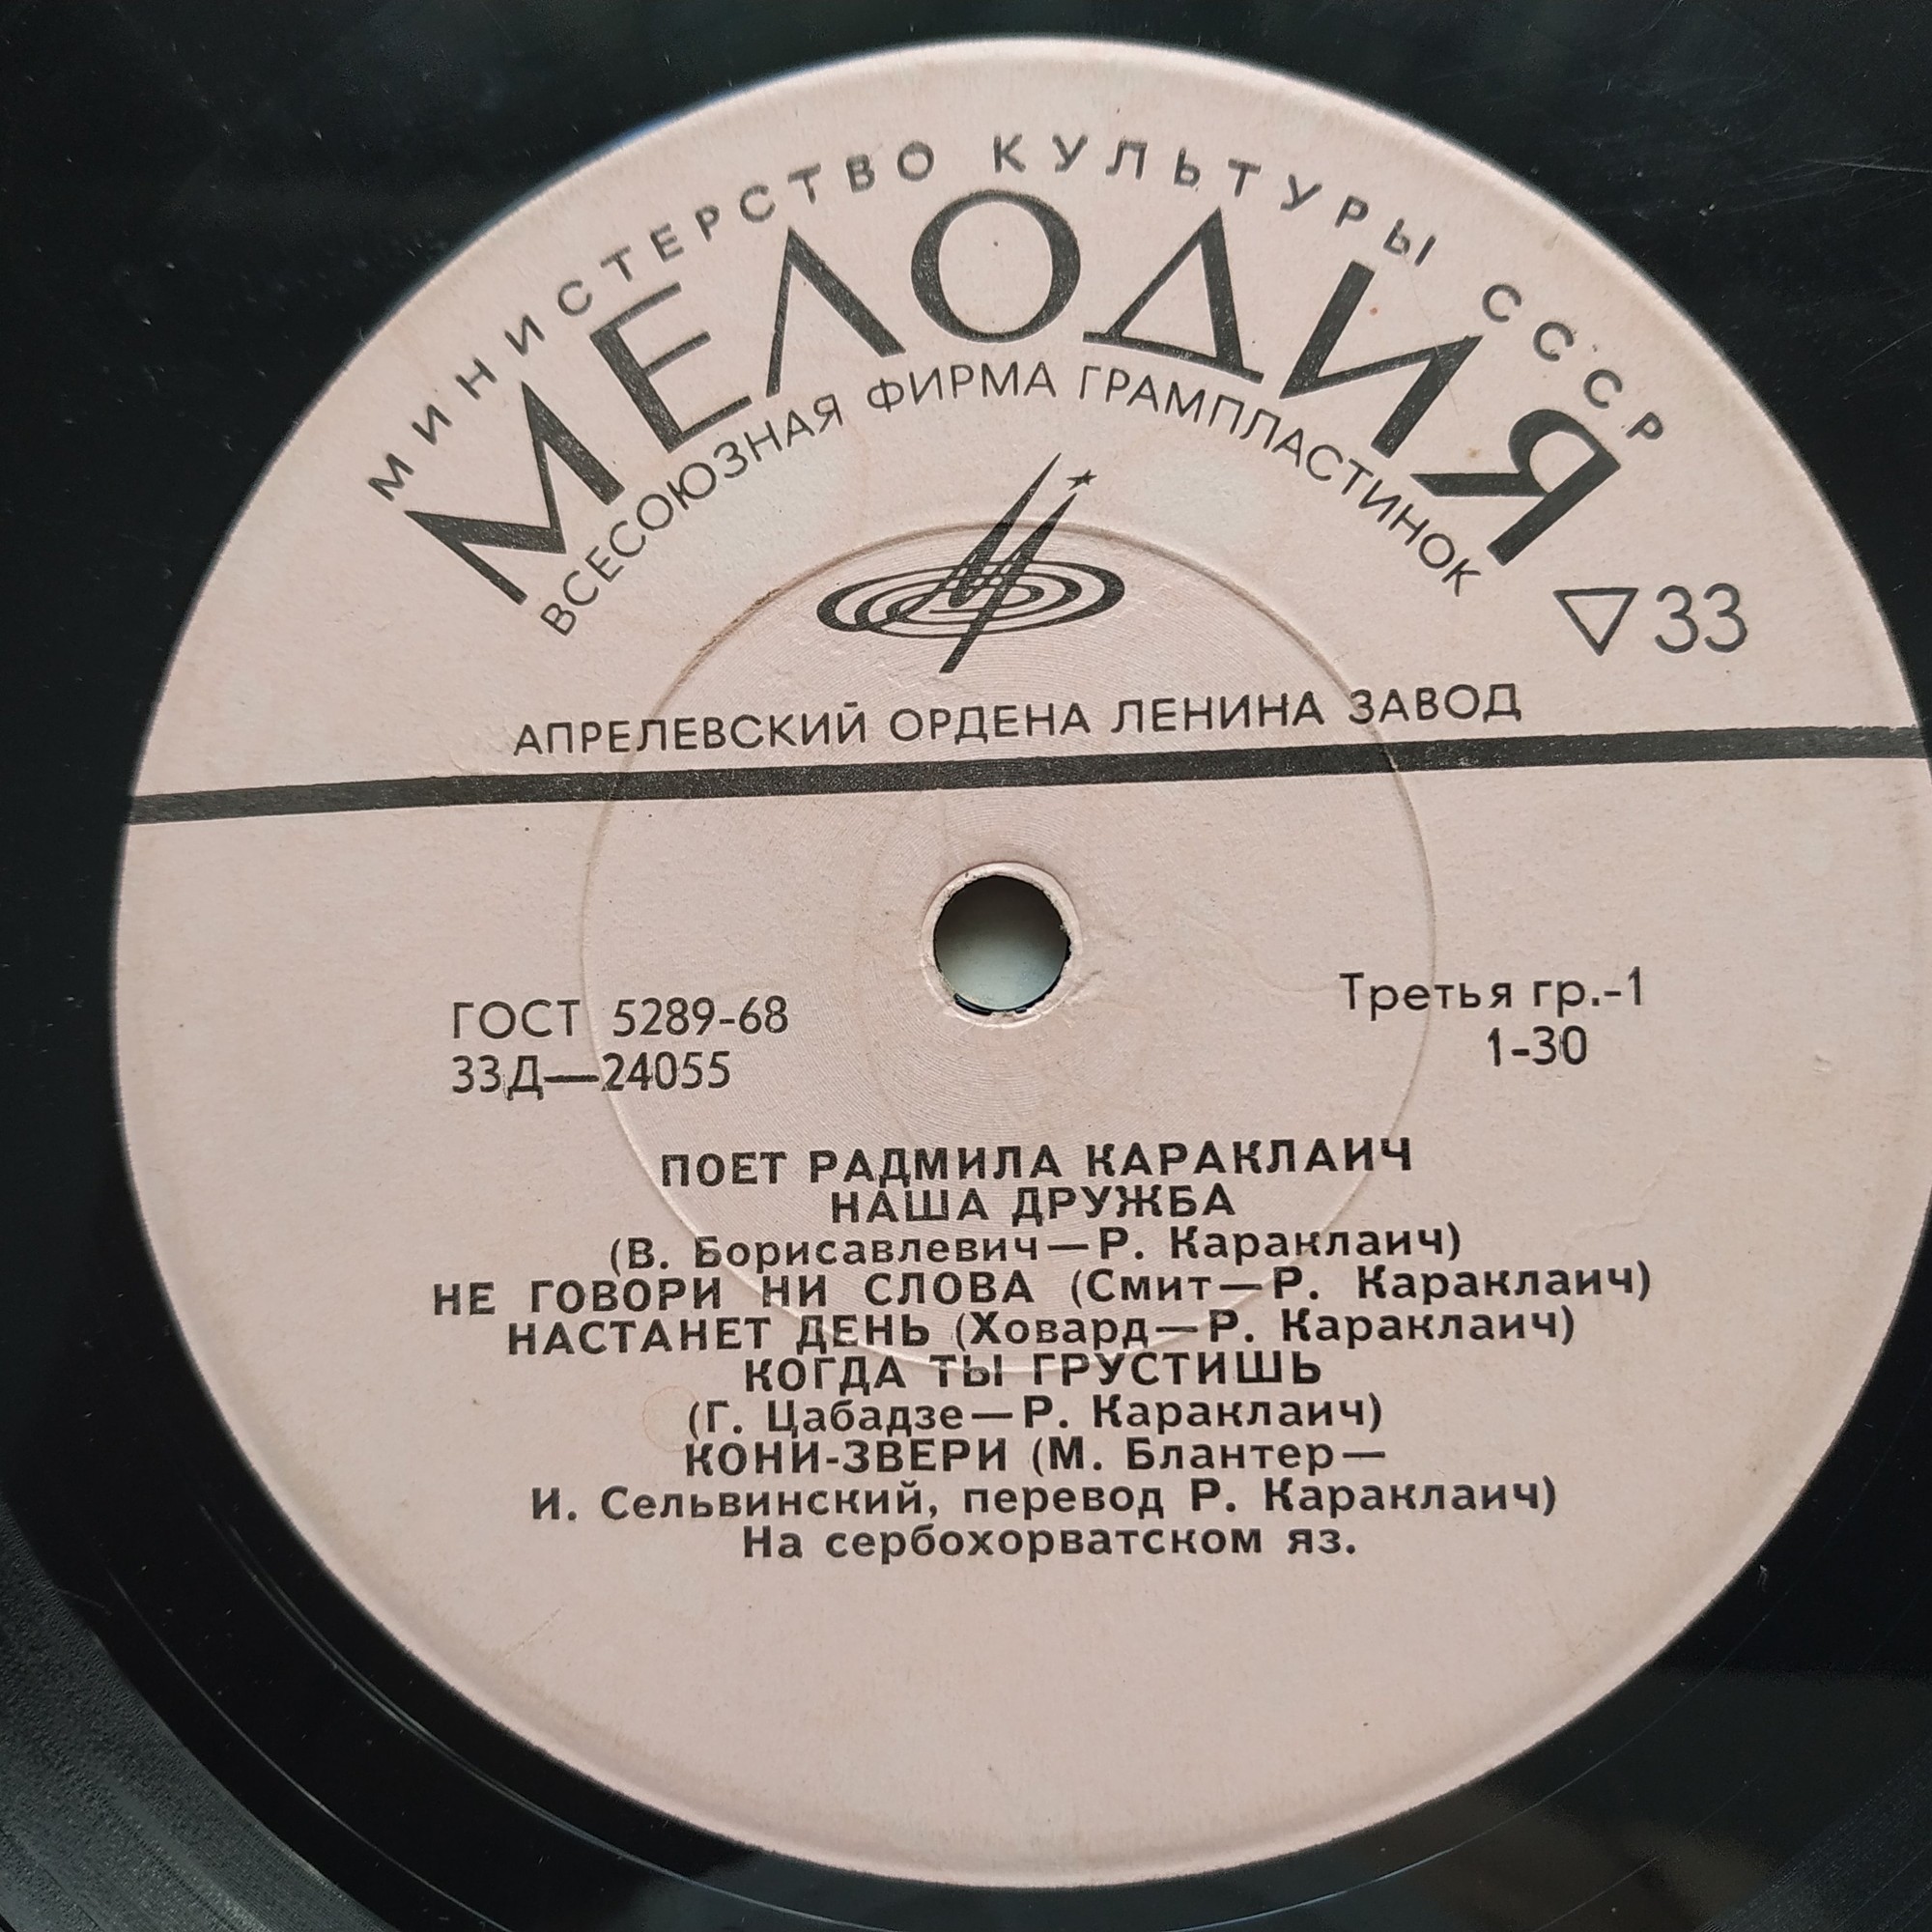 МИНИСТЕРСТВО КУЛЬТУРЫ СССР
МЕЛОДИЯ
ВСЕСОЮЗНАЯ ФИРМА ГРАМПЛАСТИНОК
33
АПРЕЛЕВСКИЙ ОРДЕНА ЛЕНИНА ЗАВОД
ГОСТ 5289-68
33Д—24055
Третья гр.-1
1-30
ПОЕТ РАДМИЛА КАРАКЛАИЧ
НАША ДРУЖБА
(В. Борисавлевич—Р. Караклаич)
НЕ ГОВОРИ НИ СЛОВА (Смит—Р. Караклаич)
НАСТАНЕТ ДЕНЬ (Ховард—Р. Караклаич)
КОГДА ТЫ ГРУСТИШЬ
(Г. Цабадзе—Р. Караклаич)
КОНИ-ЗВЕРИ (М. Блантер—
И. Сельвинский, перевод Р. Караклаич)
На сербохорватском яз.